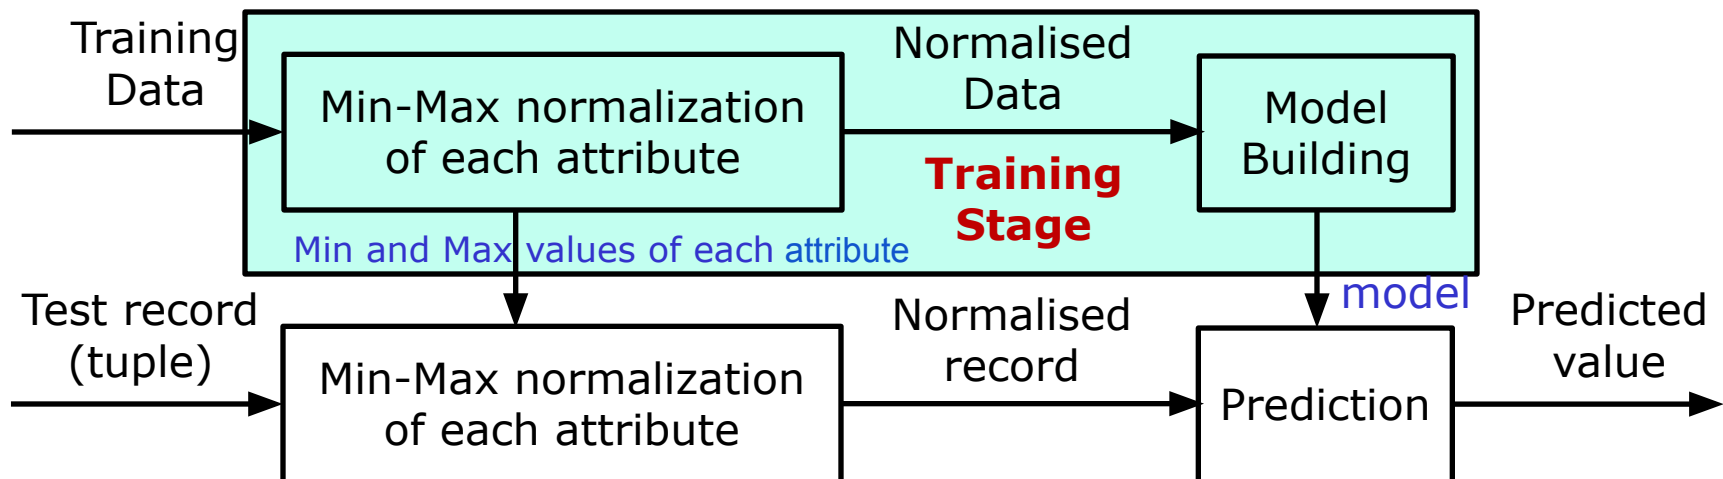 Training
Data
Min-Max normalization
of each attribute
Normalised
Data
Model
Building
Training
Stage
Min and Max values of each attribute
model
Test record
(tuple)
Min-Max normalization
of each attribute
Normalised
record
Prediction
Predicted
value